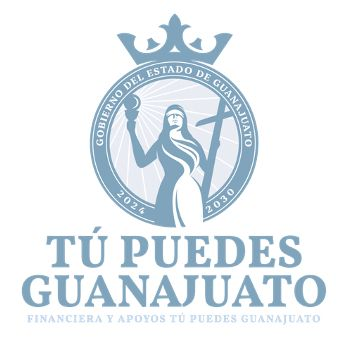 GOBIERNO DEL ESTADO DE GUANAJUATO
2024
2030
TÚ PUEDES
GUANAJUATO
FINANCIERA Y APOYOS TÚ PUEDES GUANAJUATO